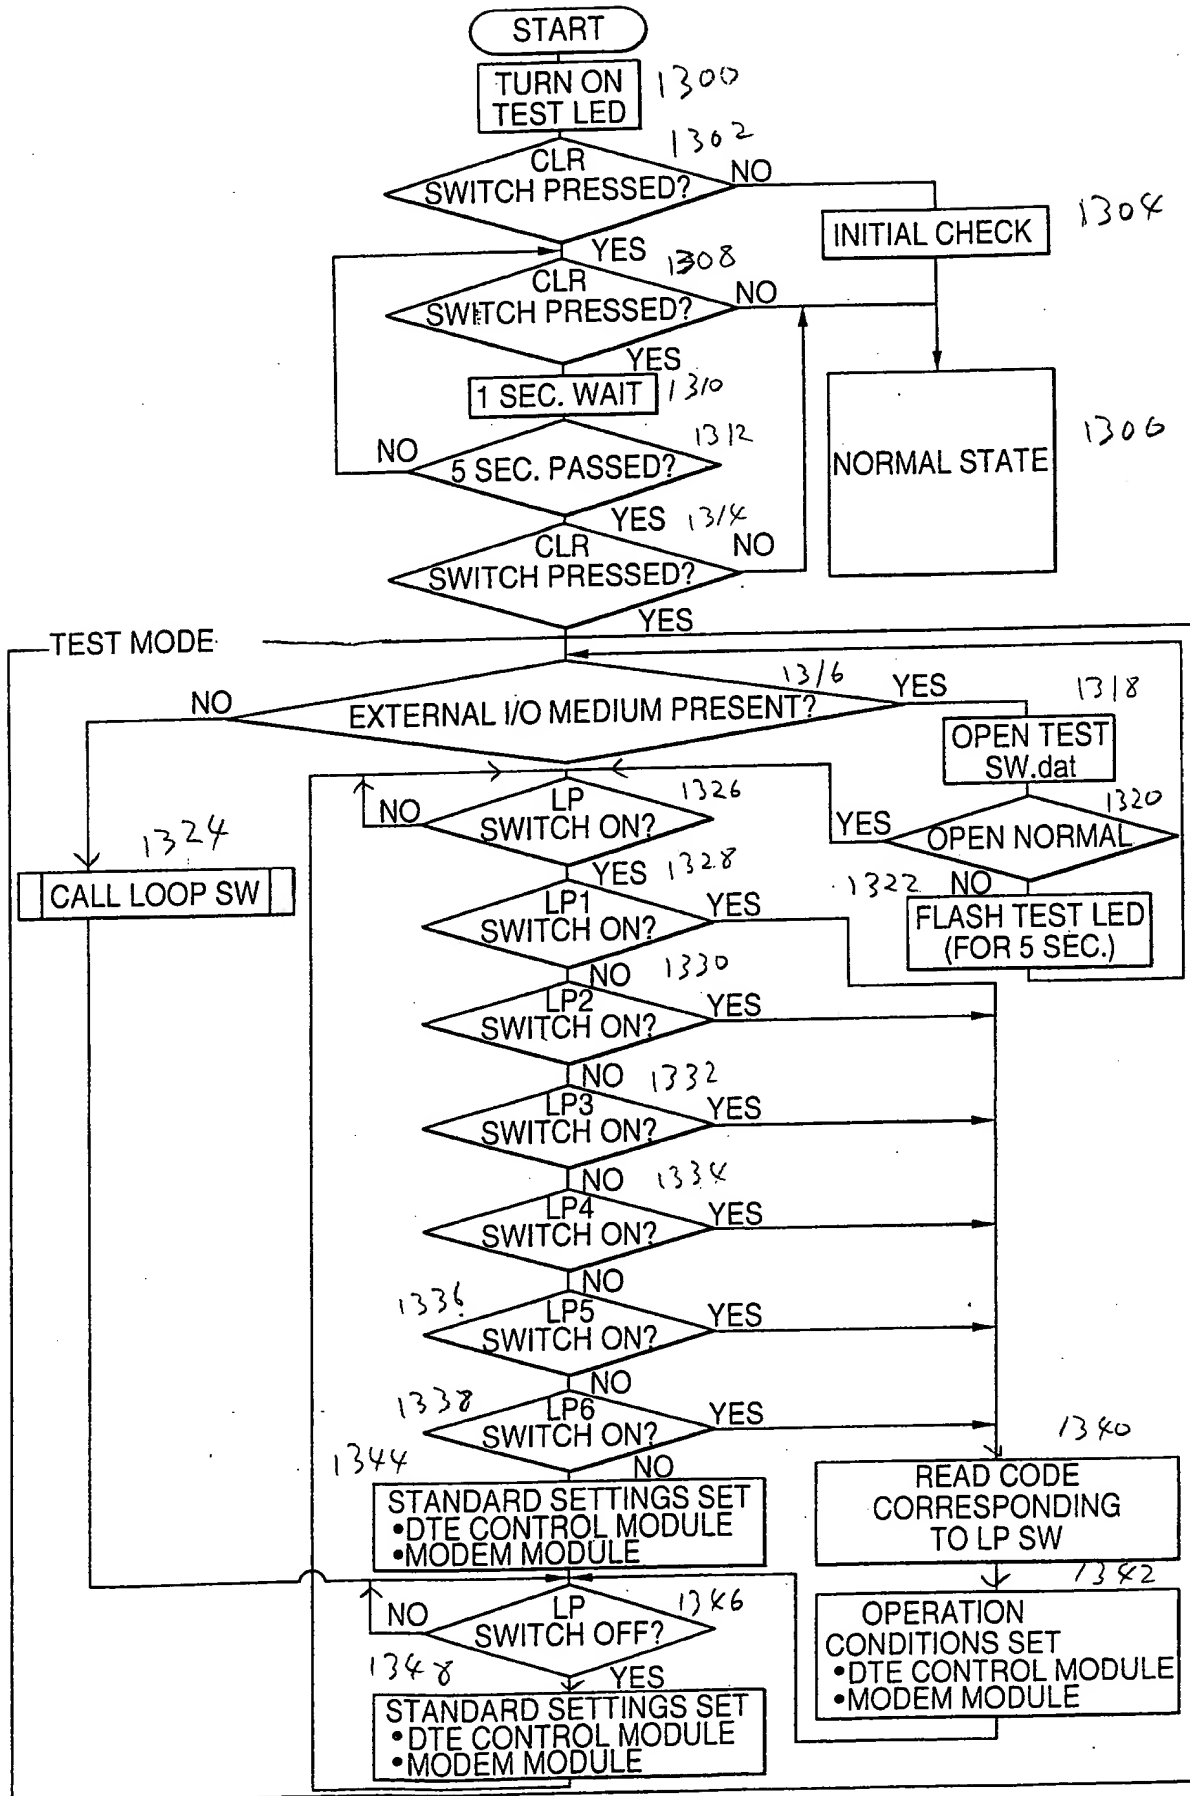 START
TURN ON
TEST LED
1300
1302
CLR
SWITCH PRESSED?
NO
INITIAL CHECK
1304
YES
1308
CLR
SWITCH PRESSED?
NO
YES
1 SEC. WAIT
1310
NORMAL STATE
1306
1312
NO
5 SEC. PASSED?
YES
1314
CLR
SWITCH PRESSED?
NO
YES
TEST MODE
1316
NO
EXTERNAL I/O MEDIUM PRESENT?
YES
1318
OPEN TEST
SW.dat
1326
LP
SWITCH ON?
NO
1320
YES
OPEN NORMAL
1324
CALL LOOP SW
YES
1328
1322
NO
FLASH TEST LED
(FOR 5 SEC.)
LP1
SWITCH ON?
YES
NO
1330
LP2
SWITCH ON?
YES
NO
1332
LP3
SWITCH ON?
YES
NO
1334
LP4
SWITCH ON?
YES
NO
1336
LP5
SWITCH ON?
YES
NO
1338
LP6
SWITCH ON?
YES
NO
1340
READ CODE
CORRESPONDING
TO LP SW
1344
STANDARD SETTINGS SET
•DTE CONTROL MODULE
•MODEM MODULE
1342
OPERATION
CONDITIONS SET
•DTE CONTROL MODULE
•MODEM MODULE
1346
LP
SWITCH OFF?
NO
YES
1348
STANDARD SETTINGS SET
•DTE CONTROL MODULE
•MODEM MODULE